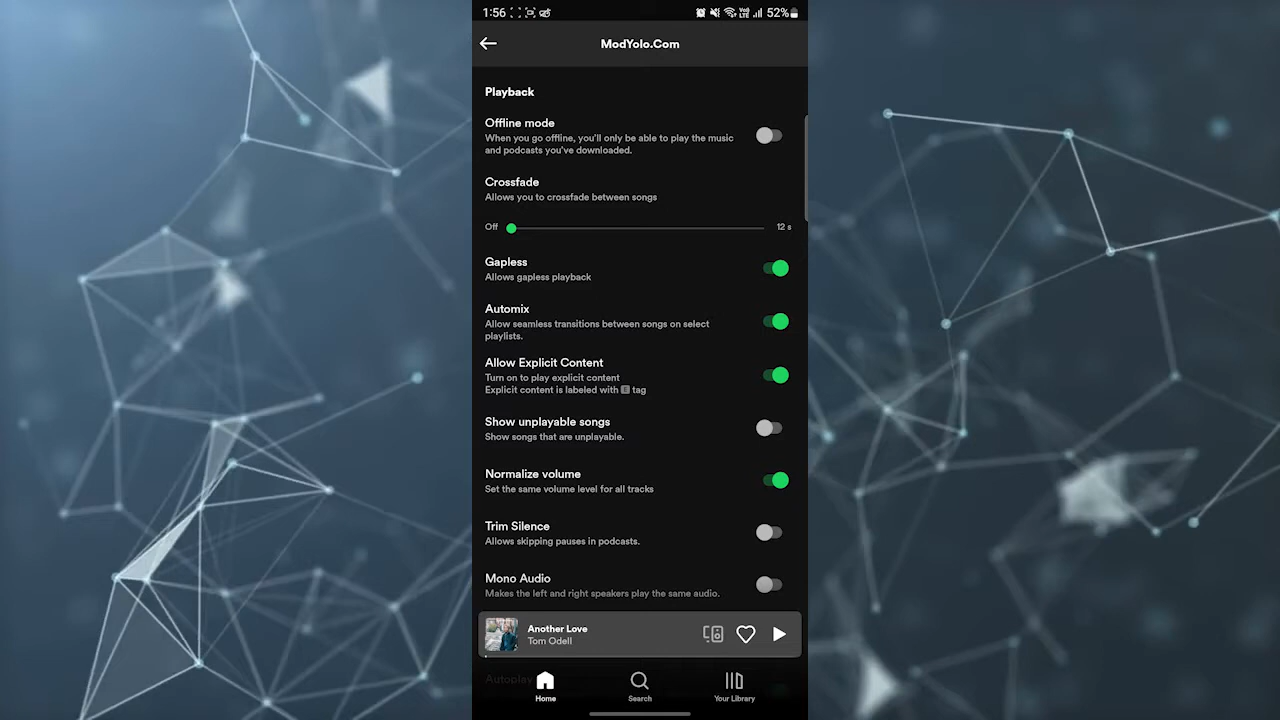 1:56
52%
ModYolo.Com
Playback
Offline mode
When you go offline, you'll only be able to play the music
and podcasts you've downloaded.
Crossfade
Allows you to crossfade between songs
Off
12 s
Gapless
Allows gapless playback
Automix
Allow seamless transitions between songs on select
playlists.
Allow Explicit Content
Turn on to play explicit content
Explicit content is labeled with E tag
Show unplayable songs
Show songs that are unplayable.
Normalize volume
Set the same volume level for all tracks
Trim Silence
Allows skipping pauses in podcasts.
Mono Audio
Makes the left and right speakers play the same audio.
Another Love
Tom Odell
Autoplay
Home
Search
Your Library